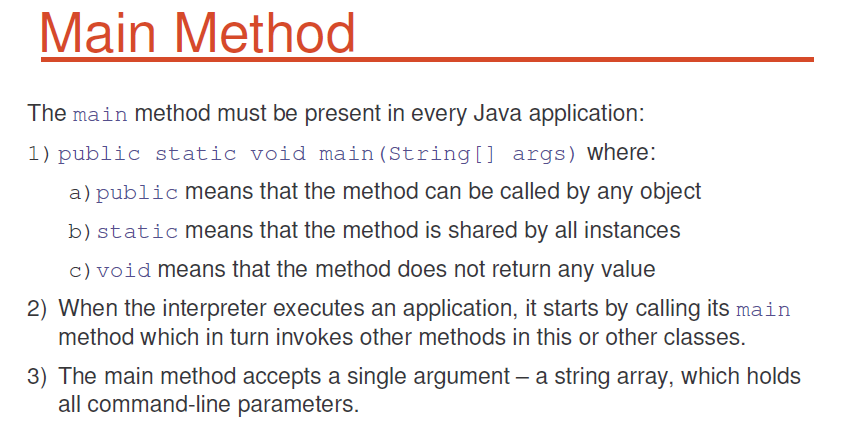 Main Method
The main method must be present in every Java application:
1) public static void main(String[] args) where:
a) public means that the method can be called by any object
b) static means that the method is shared by all instances
c) void means that the method does not return any value
2) When the interpreter executes an application, it starts by calling its main
method which in turn invokes other methods in this or other classes.
3) The main method accepts a single argument – a string array, which holds
all command-line parameters.